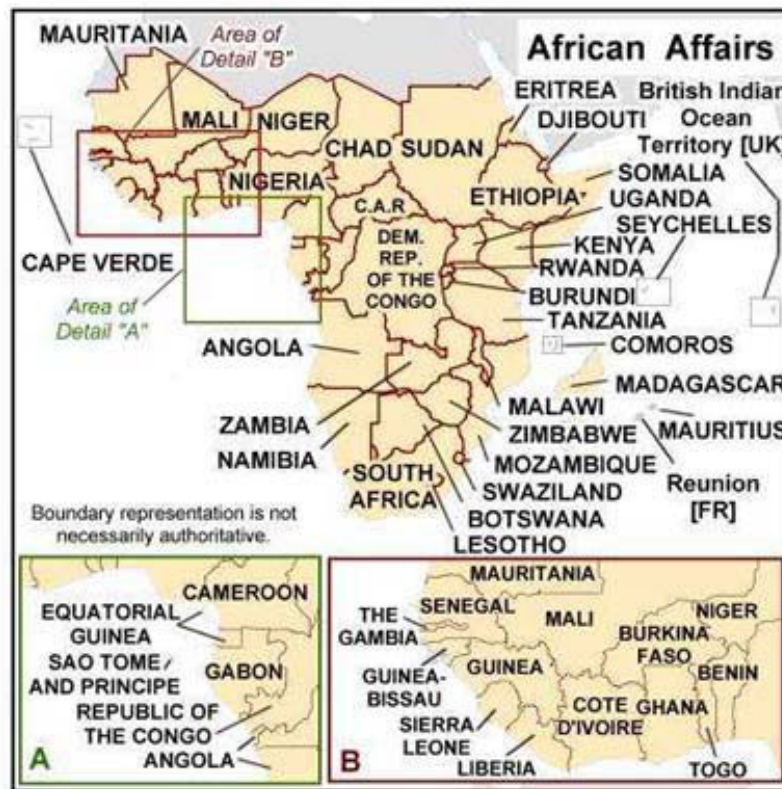 African Affairs
MAURITANIA
Area of
Detail "B"
ERITREA
British Indian
Ocean
Territory [UK]
DJIBOUTI
MALI
NIGER
CHAD
SUDAN
SOMALIA
NIGERIA
ETHIOPIA
UGANDA
C.A.R
SEYCHELLES
DEM.
REP.
OF THE
CONGO
KENYA
CAPE VERDE
RWANDA
Area of
Detail "A"
BURUNDI
TANZANIA
ANGOLA
COMOROS
MADAGASCAR
MALAWI
ZAMBIA
ZIMBABWE
MAURITIUS
NAMIBIA
MOZAMBIQUE
SOUTH
AFRICA
SWAZILAND
Reunion
[FR]
BOTSWANA
LESOTHO
Boundary representation is not
necessarily authoritative.
CAMEROON
EQUATORIAL
GUINEA
SAO TOME
AND PRINCIPE
GABON
REPUBLIC OF
THE CONGO
ANGOLA
A
MAURITANIA
SENEGAL
THE
GAMBIA
MALI
NIGER
BURKINA
FASO
GUINEA-
BISSAU
GUINEA
BENIN
SIERRA
LEONE
COTE
D'IVOIRE
GHANA
LIBERIA
TOGO
B